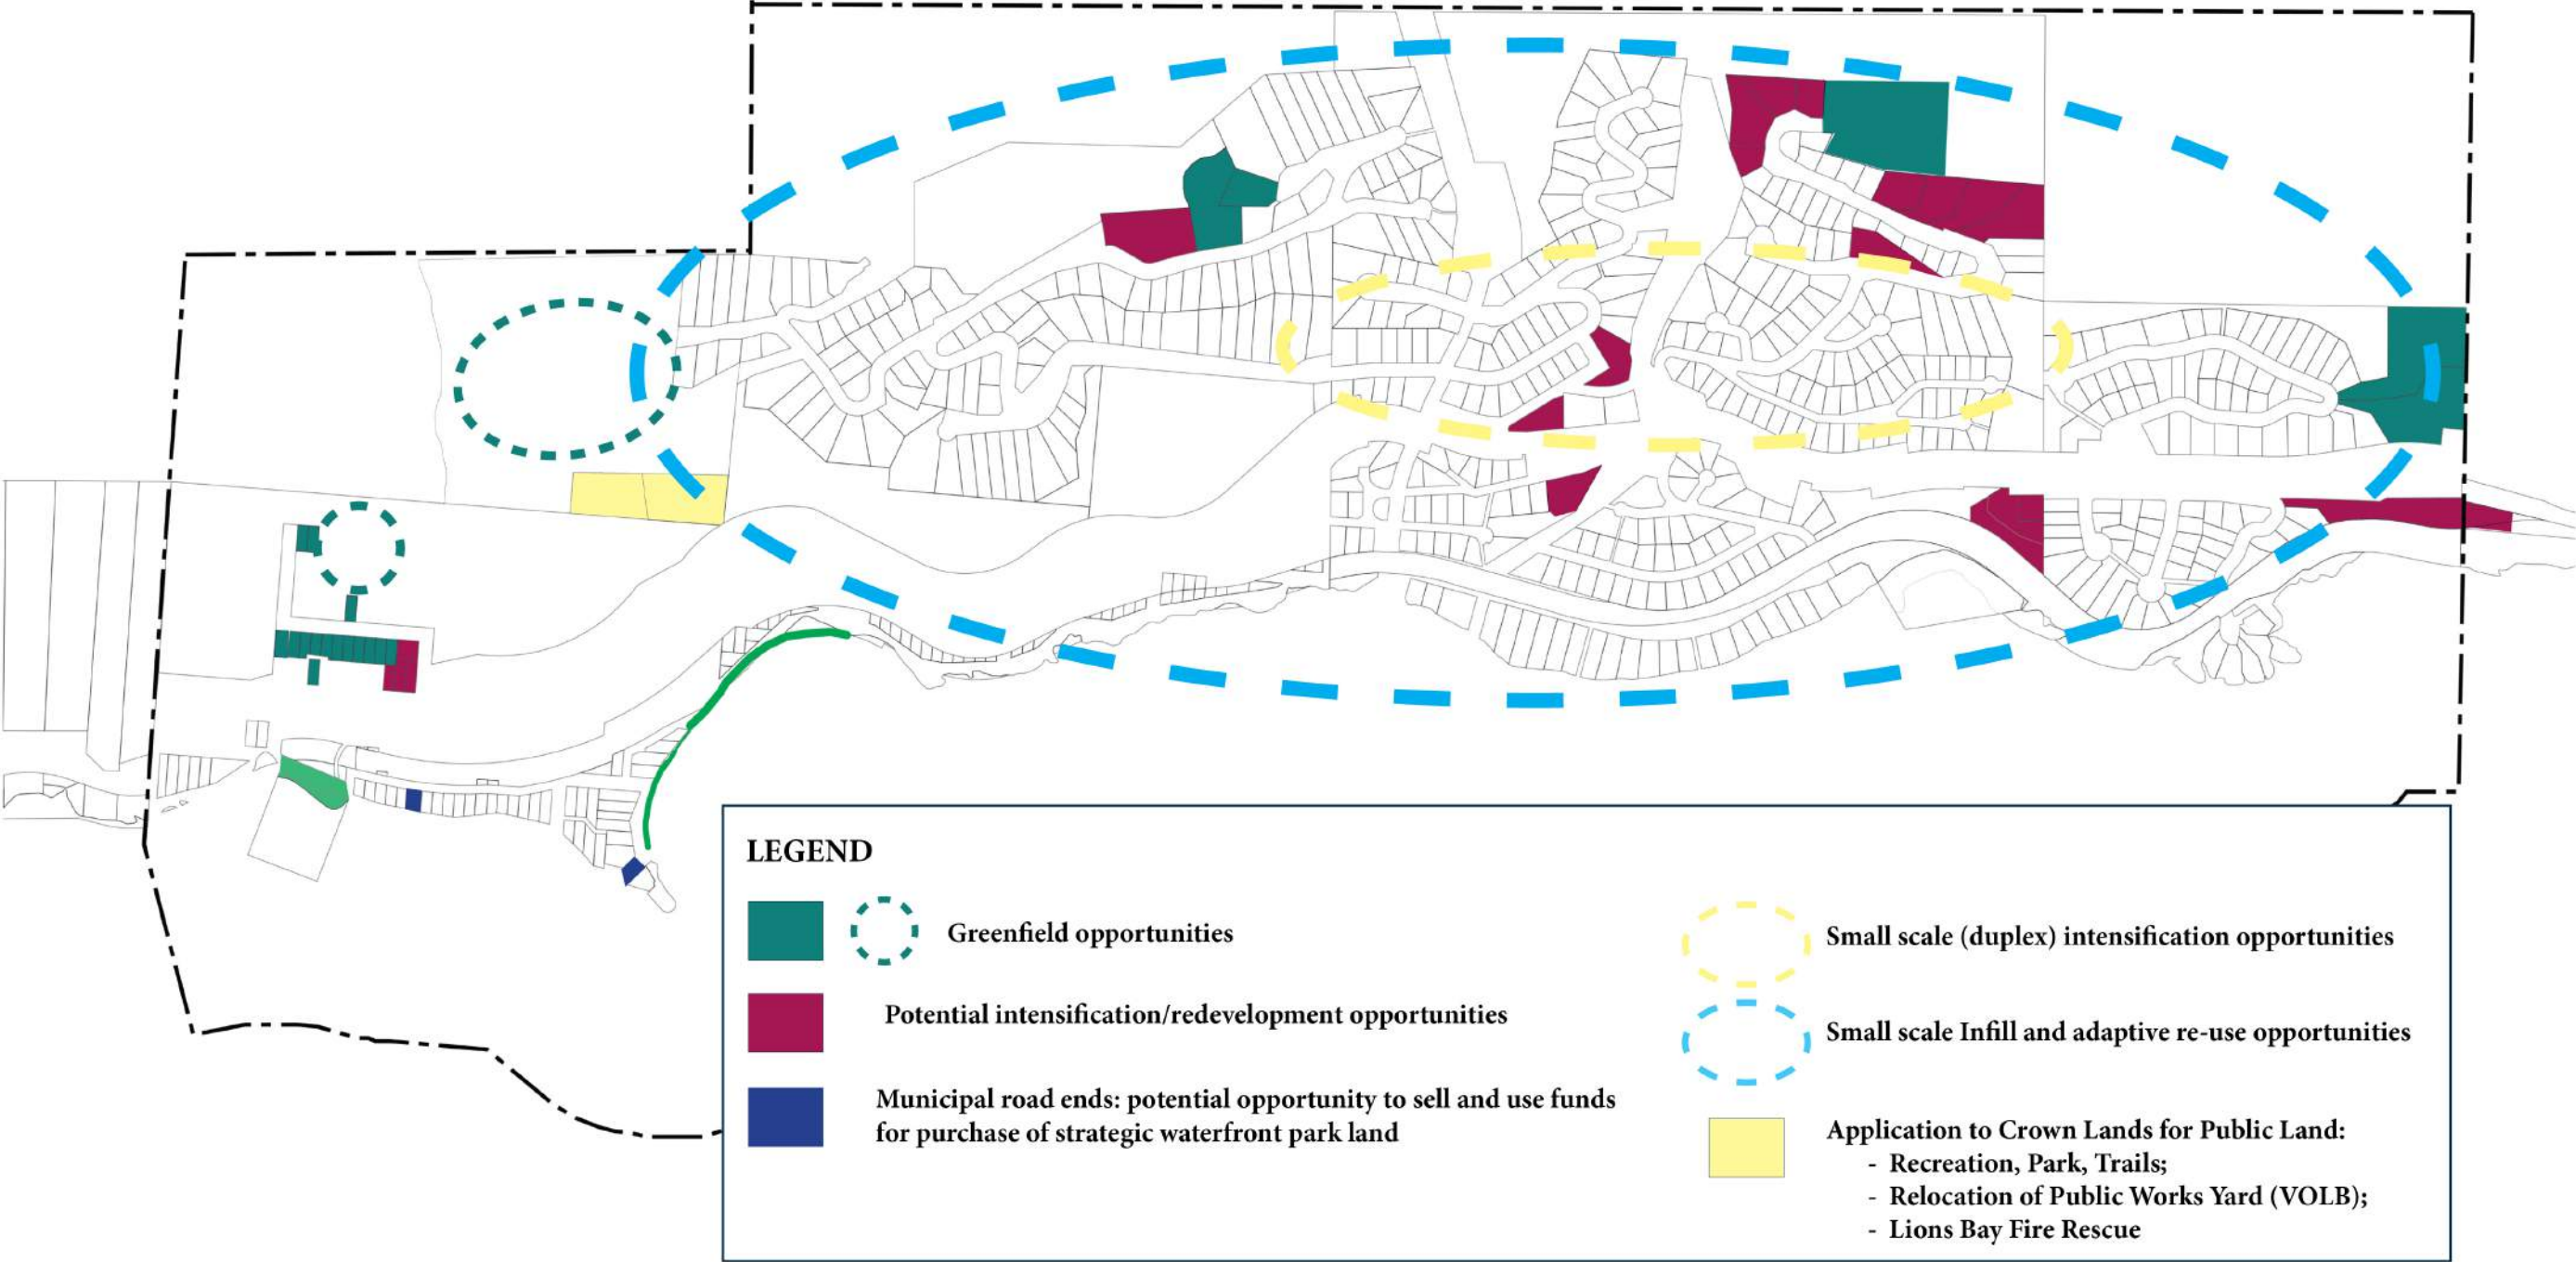 LEGEND
Greenfield opportunities
Potential intensification/redevelopment opportunities
Municipal road ends: potential opportunity to sell and use funds
for purchase of strategic waterfront park land
Small scale (duplex) intensification opportunities
Small scale Infill and adaptive re-use opportunities
Application to Crown Lands for Public Land:
- Recreation, Park, Trails;
- Relocation of Public Works Yard (VOLB);
- Lions Bay Fire Rescue